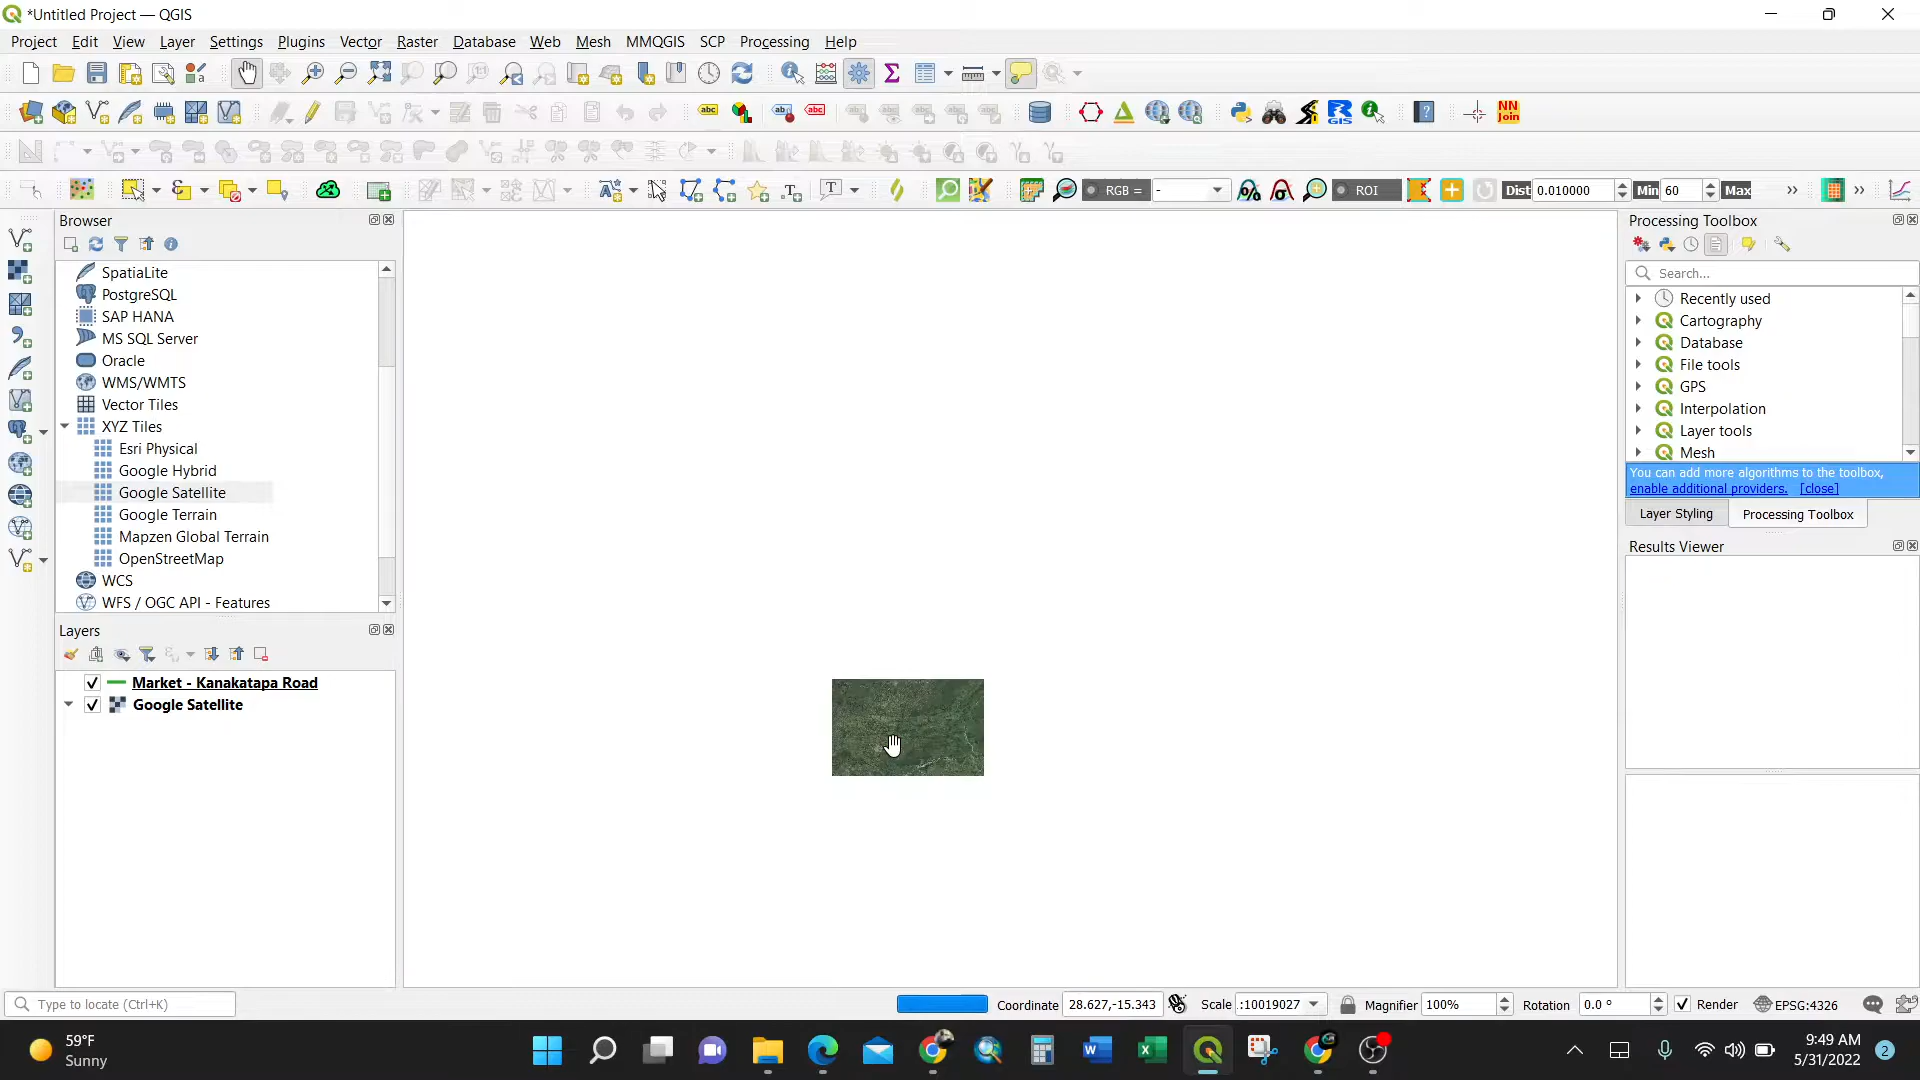 *Untitled Project — QGIS
Project Edit View Layer Settings Plugins Vector Raster Database Web Mesh MMQGIS SCP Processing Help
abc abc abc
NN
Join
RGB = - ROI Dist 0.010000 Min 60 Max
Browser
SpatiaLite
PostgreSQL
SAP HANA
MS SQL Server
Oracle
WMS/WMTS
Vector Tiles
XYZ Tiles
Esri Physical
Google Hybrid
Google Satellite
Google Terrain
Mapzen Global Terrain
OpenStreetMap
WCS
WFS / OGC API - Features
Layers
Market - Kanakatapa Road
Google Satellite
Processing Toolbox
Search...
Recently used
Cartography
Database
File tools
GPS
Interpolation
Layer tools
Mesh
You can add more algorithms to the toolbox,
enable additional providers. [close]
Layer Styling Processing Toolbox
Results Viewer
Type to locate (Ctrl+K)
Coordinate 28.627,-15.343 Scale :10019027 Magnifier 100% Rotation 0.0 ° Render EPSG:4326
59°F
Sunny
9:49 AM
5/31/2022
2